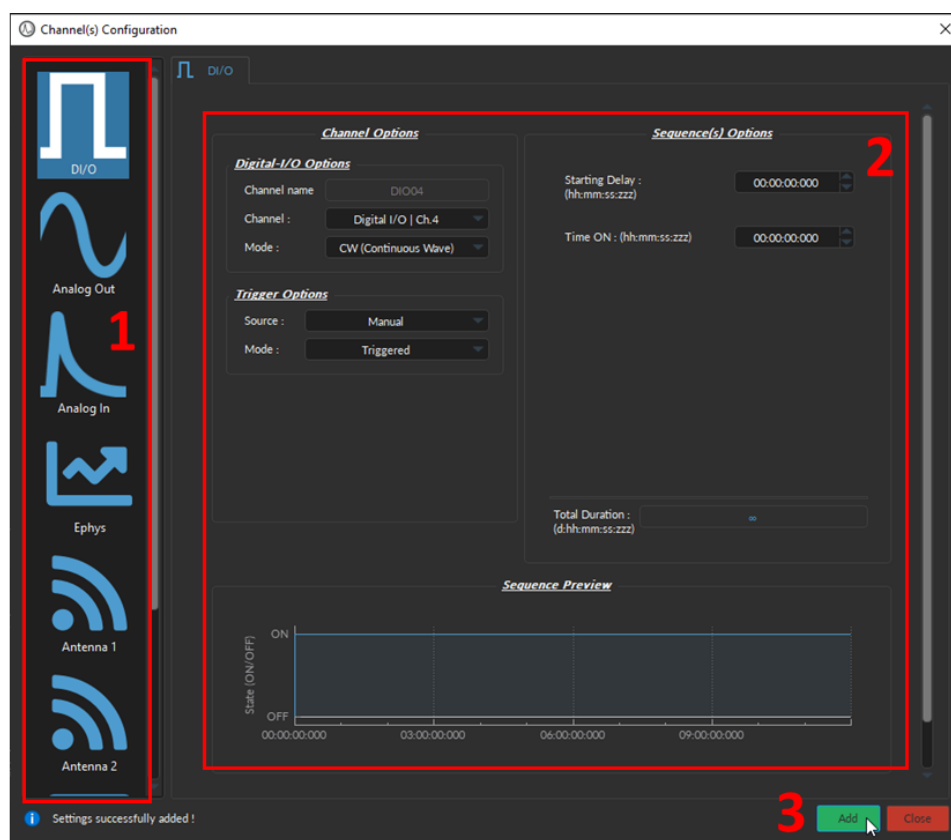 Channel(s) Configuration
DI/O
Analog Out
1
Analog In
Ephys
Antenna 1
Antenna 2
DI/O
2
Channel Options
Digital-I/O Options
Channel name DIO04
Channel : Digital I/O | Ch.4
Mode : CW (Continuous Wave)
Trigger Options
Source : Manual
Mode : Triggered
Sequence(s) Options
Starting Delay : 00:00:00:000
(hh:mm:ss:zzz)
Time ON : (hh:mm:ss:zzz) 00:00:00:000
Total Duration : ∞
(d:hh:mm:ss:zzz)
Sequence Preview
State (ON/OFF)
ON
OFF
00:00:00:000 03:00:00:000 06:00:00:000 09:00:00:000
Settings successfully added !
3
Add Close